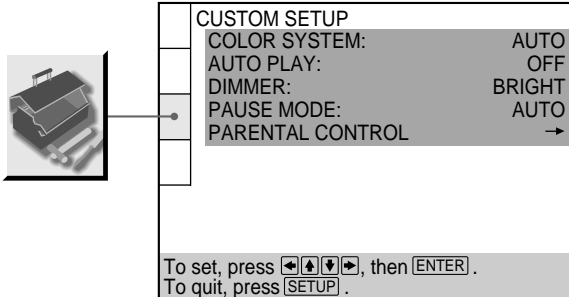 CUSTOM SETUP
COLOR SYSTEM: AUTO
AUTO PLAY: OFF
DIMMER: BRIGHT
PAUSE MODE: AUTO
PARENTAL CONTROL →
To set, press ←↑↓→, then ENTER .
To quit, press SETUP .